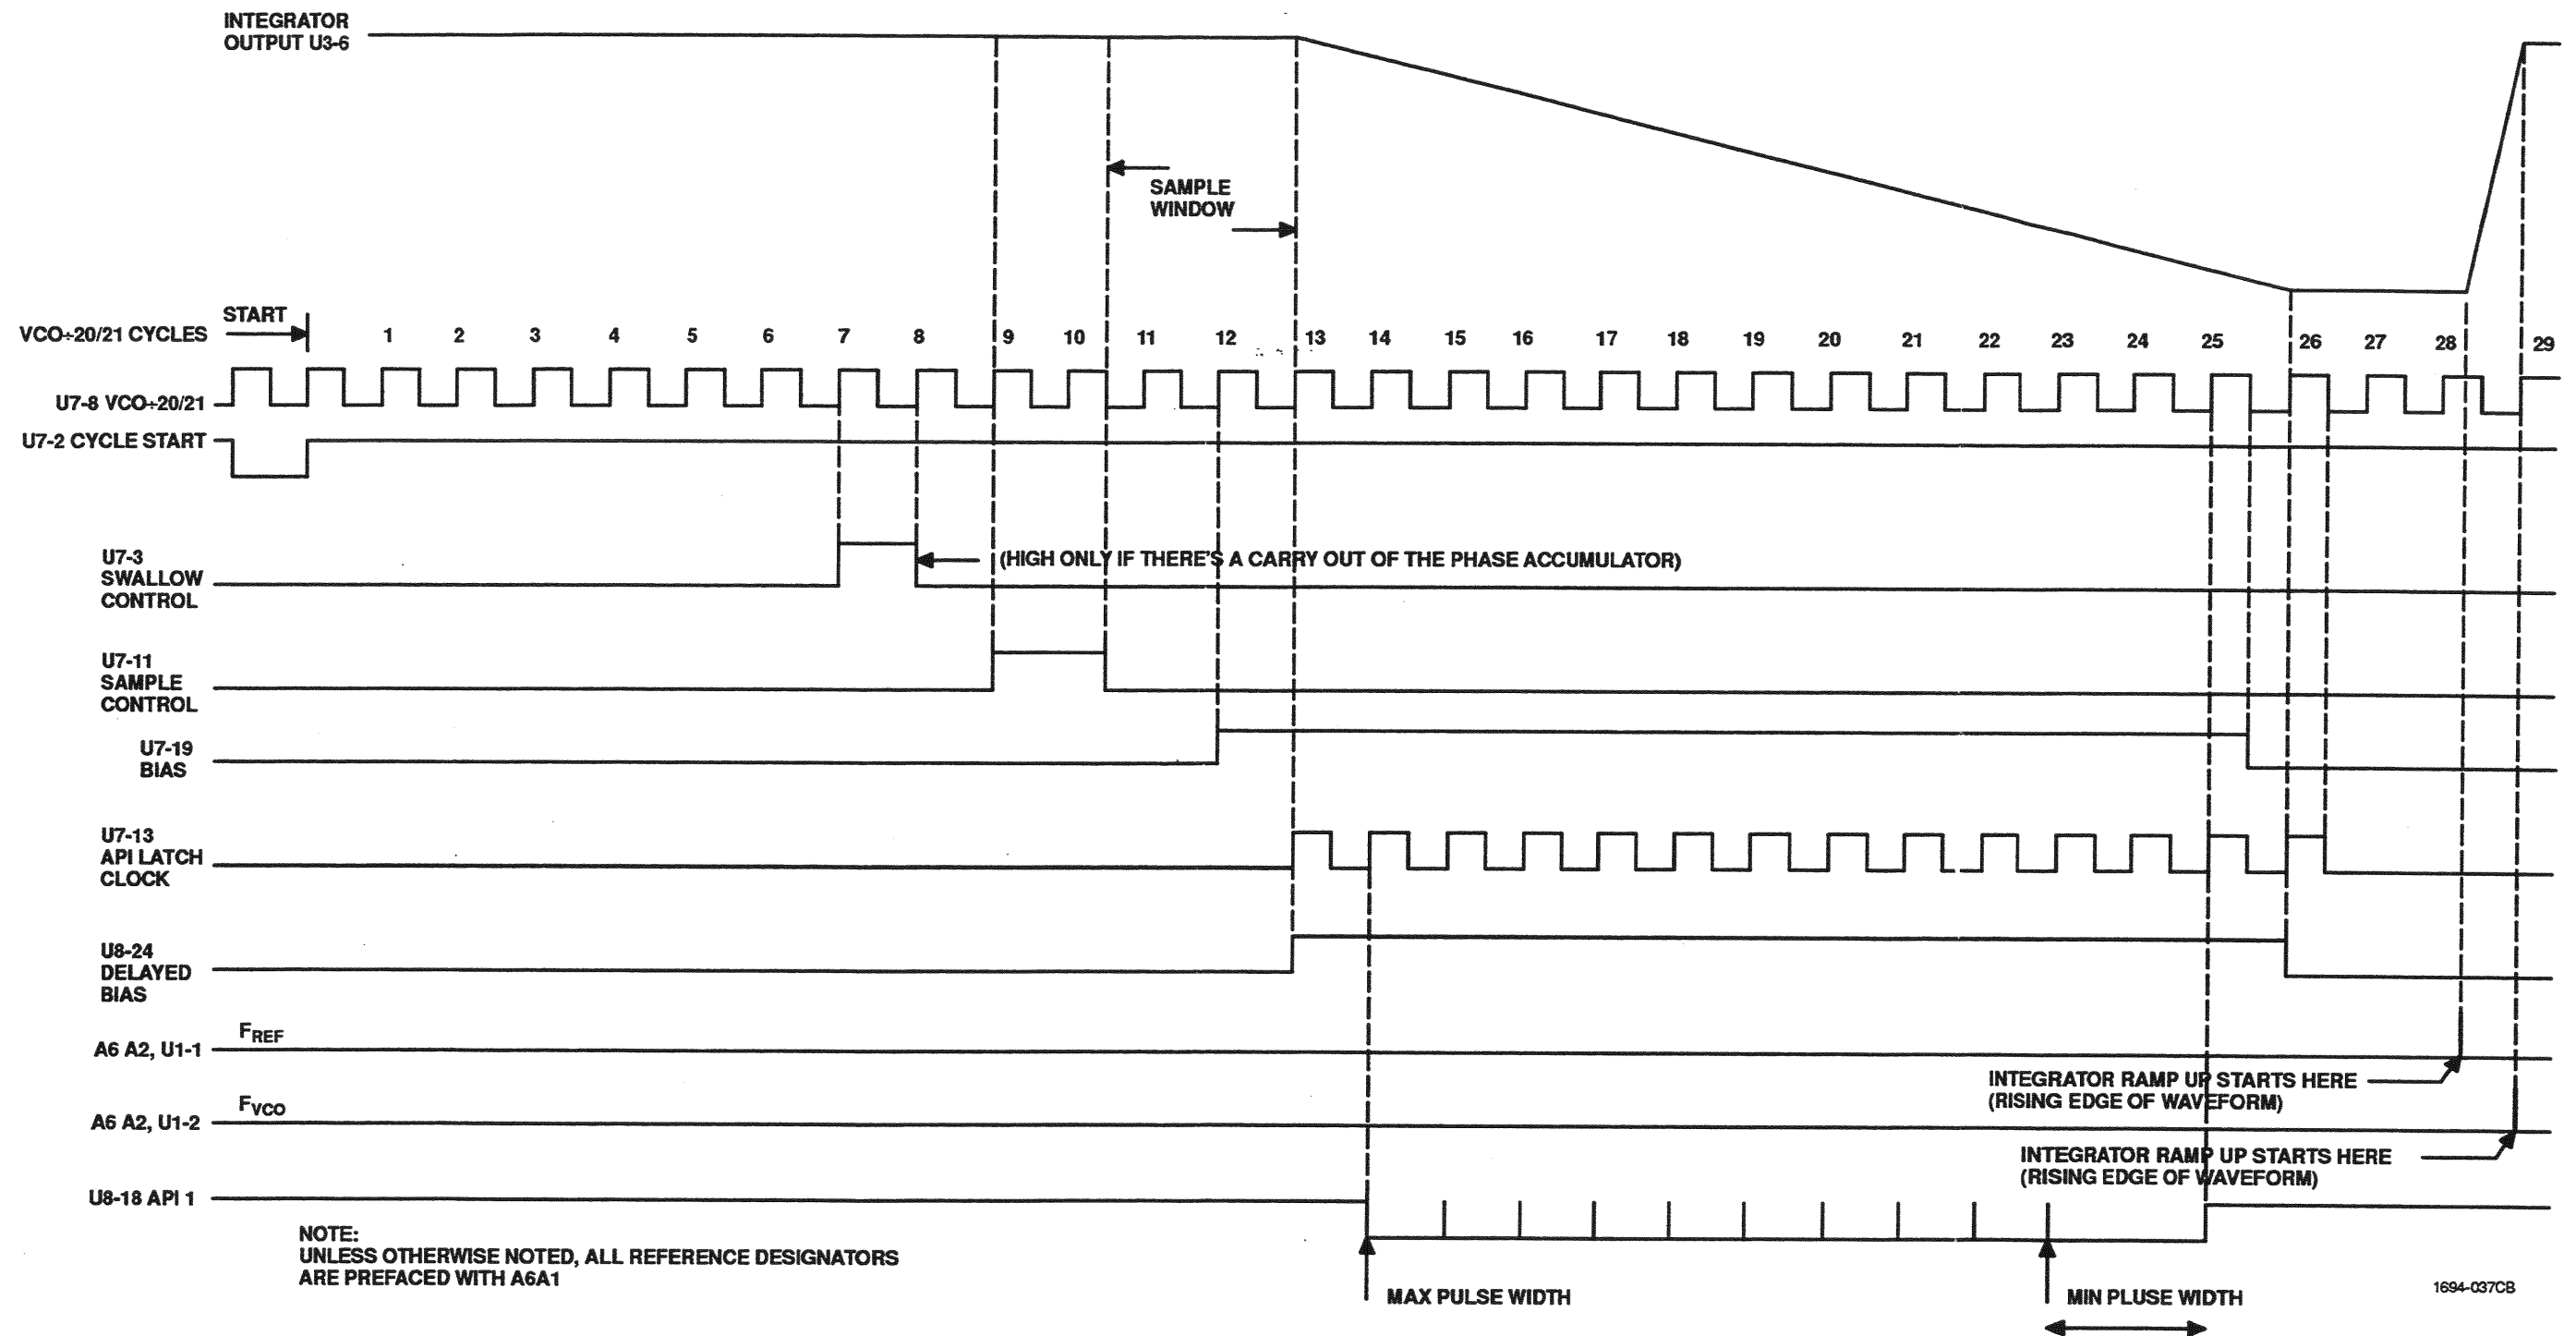 INTEGRATOR
OUTPUT U3-6
SAMPLE
WINDOW
START
VCO÷20/21 CYCLES
1 2 3 4 5 6 7 8 9 10 11 12 13 14 15 16 17 18 19 20 21 22 23 24 25 26 27 28 29
U7-8 VCO÷20/21
U7-2 CYCLE START
U7-3
SWALLOW
CONTROL
(HIGH ONLY IF THERE'S A CARRY OUT OF THE PHASE ACCUMULATOR)
U7-11
SAMPLE
CONTROL
U7-19
BIAS
U7-13
API LATCH
CLOCK
U8-24
DELAYED
BIAS
FREF
A6 A2, U1-1
INTEGRATOR RAMP UP STARTS HERE
(RISING EDGE OF WAVEFORM)
FVCO
A6 A2, U1-2
INTEGRATOR RAMP UP STARTS HERE
(RISING EDGE OF WAVEFORM)
U8-18 API 1
NOTE:
UNLESS OTHERWISE NOTED, ALL REFERENCE DESIGNATORS
ARE PREFACED WITH A6A1
MAX PULSE WIDTH
MIN PLUSE WIDTH
1694-037CB